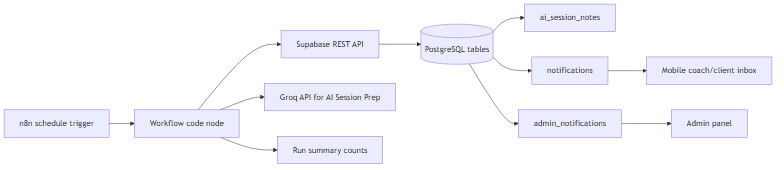 n8n schedule trigger
Workflow code node
Supabase REST API
Groq API for AI Session Prep
Run summary counts
PostgreSQL tables
ai_session_notes
notifications
admin_notifications
Mobile coach/client inbox
Admin panel